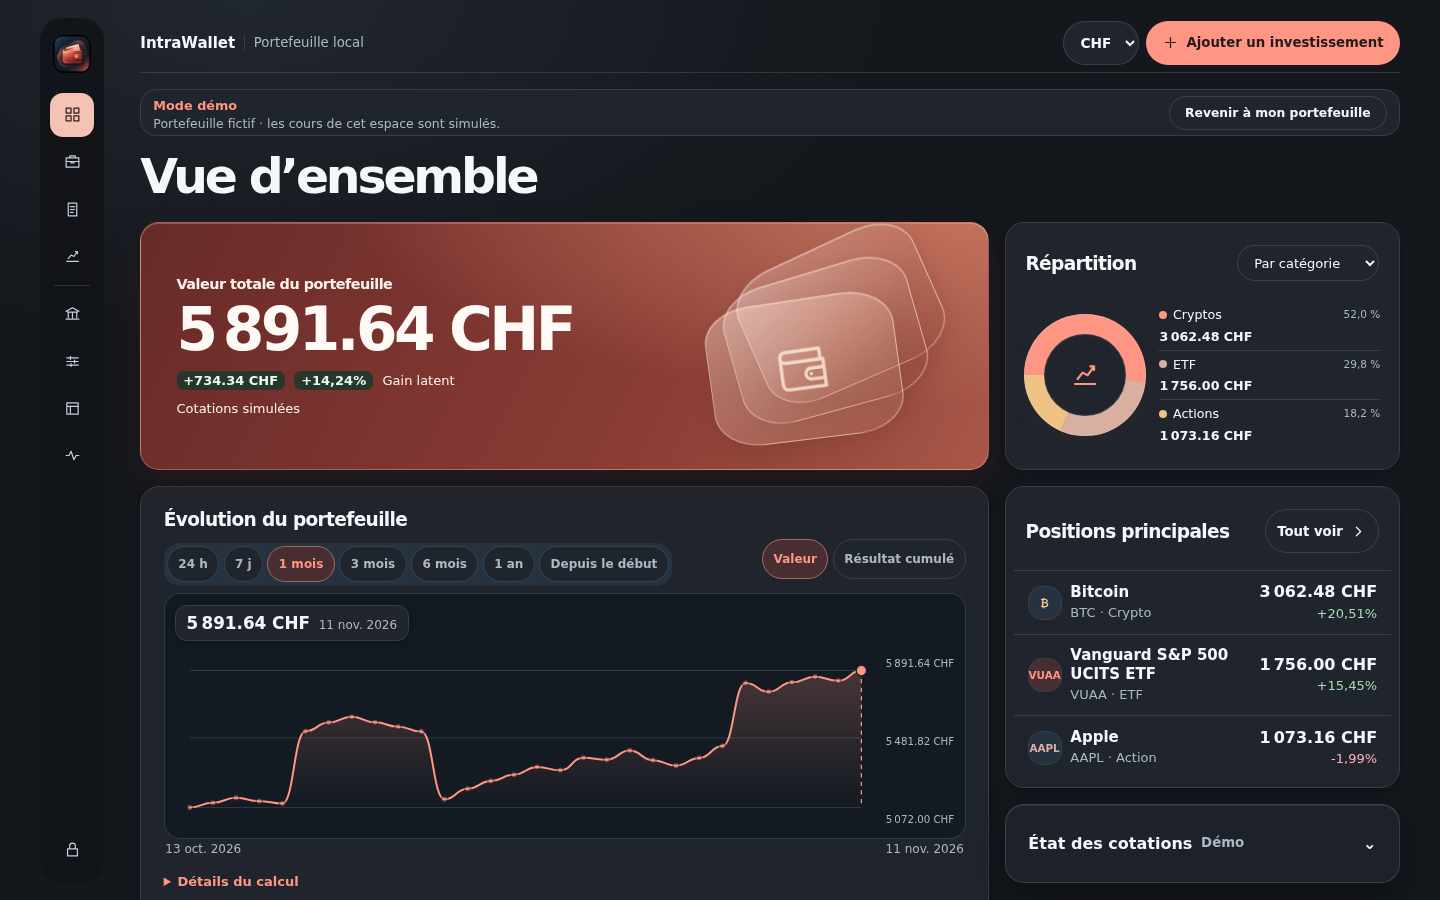 IntraWallet
Portefeuille local
CHF
Ajouter un investissement
Mode démo
Portefeuille fictif · les cours de cet espace sont simulés.
Revenir à mon portefeuille
Vue d’ensemble
Valeur totale du portefeuille
5 891.64 CHF
+734.34 CHF
+14,24%
Gain latent
Cotations simulées
Répartition
Par catégorie
Cryptos
52,0 %
3 062.48 CHF
ETF
29,8 %
1 756.00 CHF
Actions
18,2 %
1 073.16 CHF
Évolution du portefeuille
24 h
7 j
1 mois
3 mois
6 mois
1 an
Depuis le début
Valeur
Résultat cumulé
5 891.64 CHF
11 nov. 2026
5 891.64 CHF
5 481.82 CHF
5 072.00 CHF
13 oct. 2026
11 nov. 2026
Détails du calcul
Positions principales
Tout voir
₿
Bitcoin
BTC · Crypto
3 062.48 CHF
+20,51%
VUAA
Vanguard S&P 500
UCITS ETF
VUAA · ETF
1 756.00 CHF
+15,45%
AAPL
Apple
AAPL · Action
1 073.16 CHF
-1,99%
État des cotations
Démo